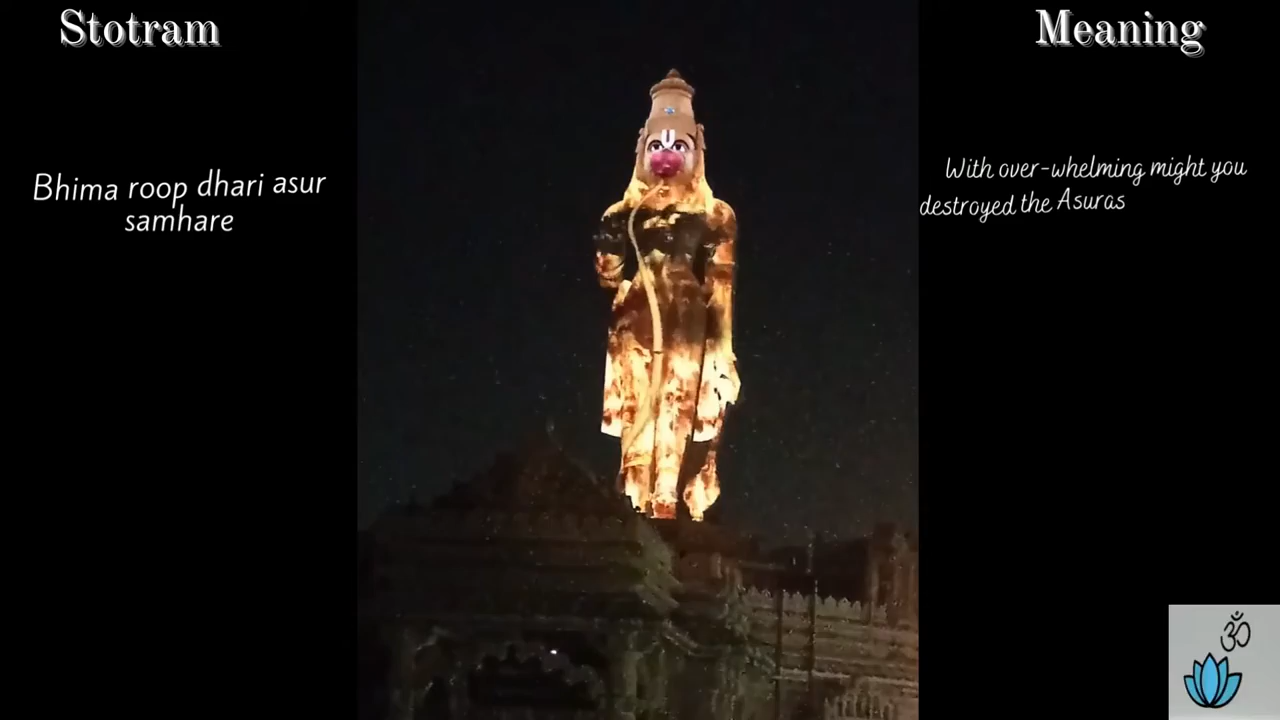 Stotram
Meaning
Bhima roop dhari asur
samhare
With over-whelming might you
destroyed the Asuras
ॐ